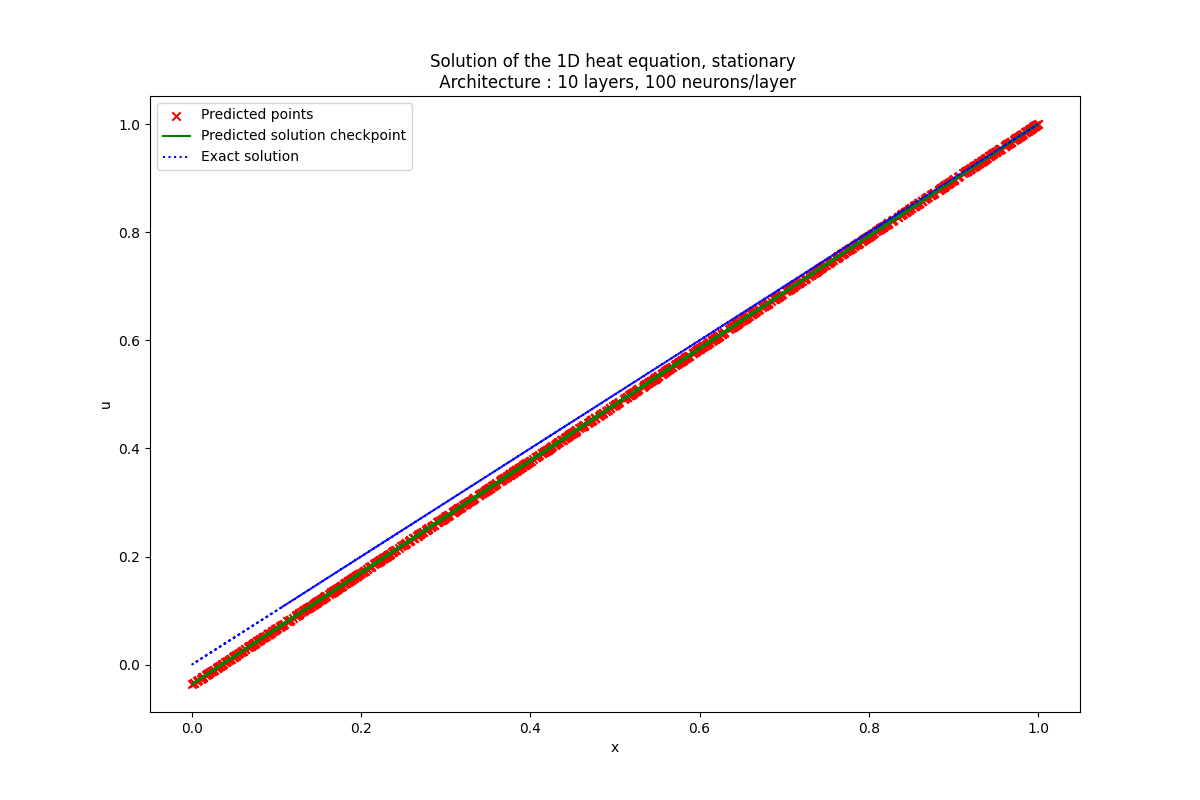 Solution of the 1D heat equation, stationary
Architecture : 10 layers, 100 neurons/layer
Predicted points
Predicted solution checkpoint
Exact solution
1.0
0.8
0.6
0.4
0.2
0.0
u
0.0 0.2 0.4 0.6 0.8 1.0
x